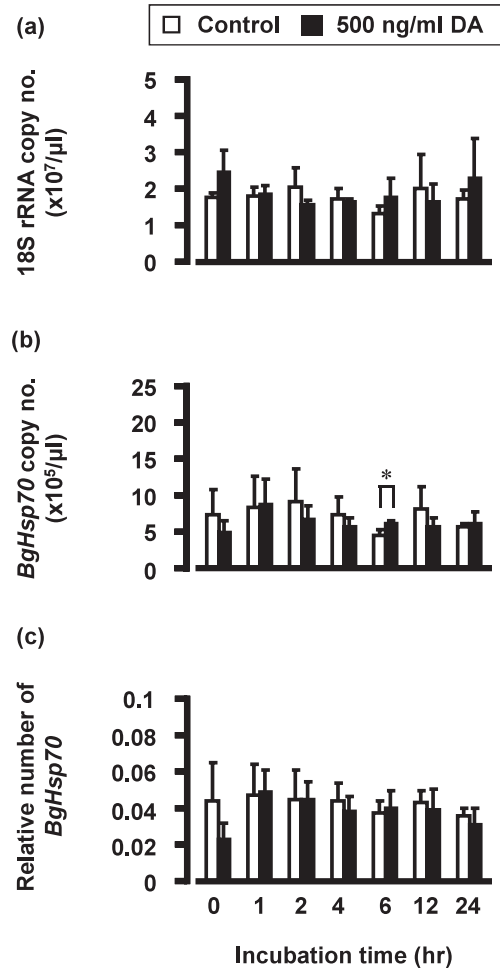 (a)
Control 500 ng/ml DA
18S rRNA copy no.
(x10⁷/µl)
5
4
3
2
1
0
(b)
BgHsp70 copy no.
(x10⁵/µl)
25
20
15
10
5
0
*
(c)
Relative number of
BgHsp70
0.1
0.08
0.06
0.04
0.02
0
0 1 2 4 6 12 24
Incubation time (hr)